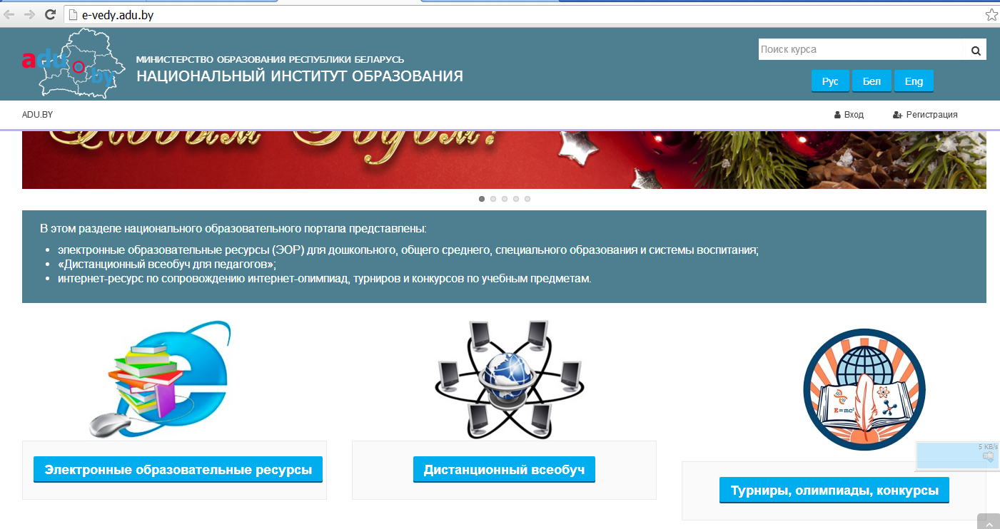 e-vedy.adu.by
adu.by
МИНИСТЕРСТВО ОБРАЗОВАНИЯ РЕСПУБЛИКИ БЕЛАРУСЬ
НАЦИОНАЛЬНЫЙ ИНСТИТУТ ОБРАЗОВАНИЯ
Поиск курса
Рус Бел Eng
ADU.BY Вход Регистрация
Новым Годом!
В этом разделе национального образовательного портала представлены:
• электронные образовательные ресурсы (ЭОР) для дошкольного, общего среднего, специального образования и системы воспитания;
• «Дистанционный всеобуч для педагогов»;
• интернет-ресурс по сопровождению интернет-олимпиад, турниров и конкурсов по учебным предметам.
E=mc²
5 KB/s
Электронные образовательные ресурсы
Дистанционный всеобуч
Турниры, олимпиады, конкурсы